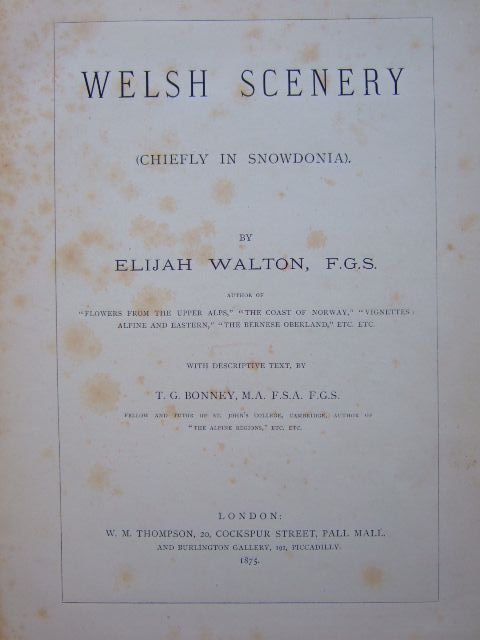 WELSH SCENERY
(CHIEFLY IN SNOWDONIA).
BY
ELIJAH WALTON, F.G.S.
AUTHOR OF
"FLOWERS FROM THE UPPER ALPS," "THE COAST OF NORWAY," "VIGNETTES:
ALPINE AND EASTERN," "THE BERNESE OBERLAND," ETC. ETC.
WITH DESCRIPTIVE TEXT, BY
T. G. BONNEY, M.A. F.S.A. F.G.S.
FELLOW AND TUTOR OF ST. JOHN'S COLLEGE, CAMBRIDGE, AUTHOR OF
"THE ALPINE REGIONS," ETC. ETC.
LONDON:
W. M. THOMPSON, 20, COCKSPUR STREET, PALL MALL,
AND BURLINGTON GALLERY, 191, PICCADILLY.
1875.